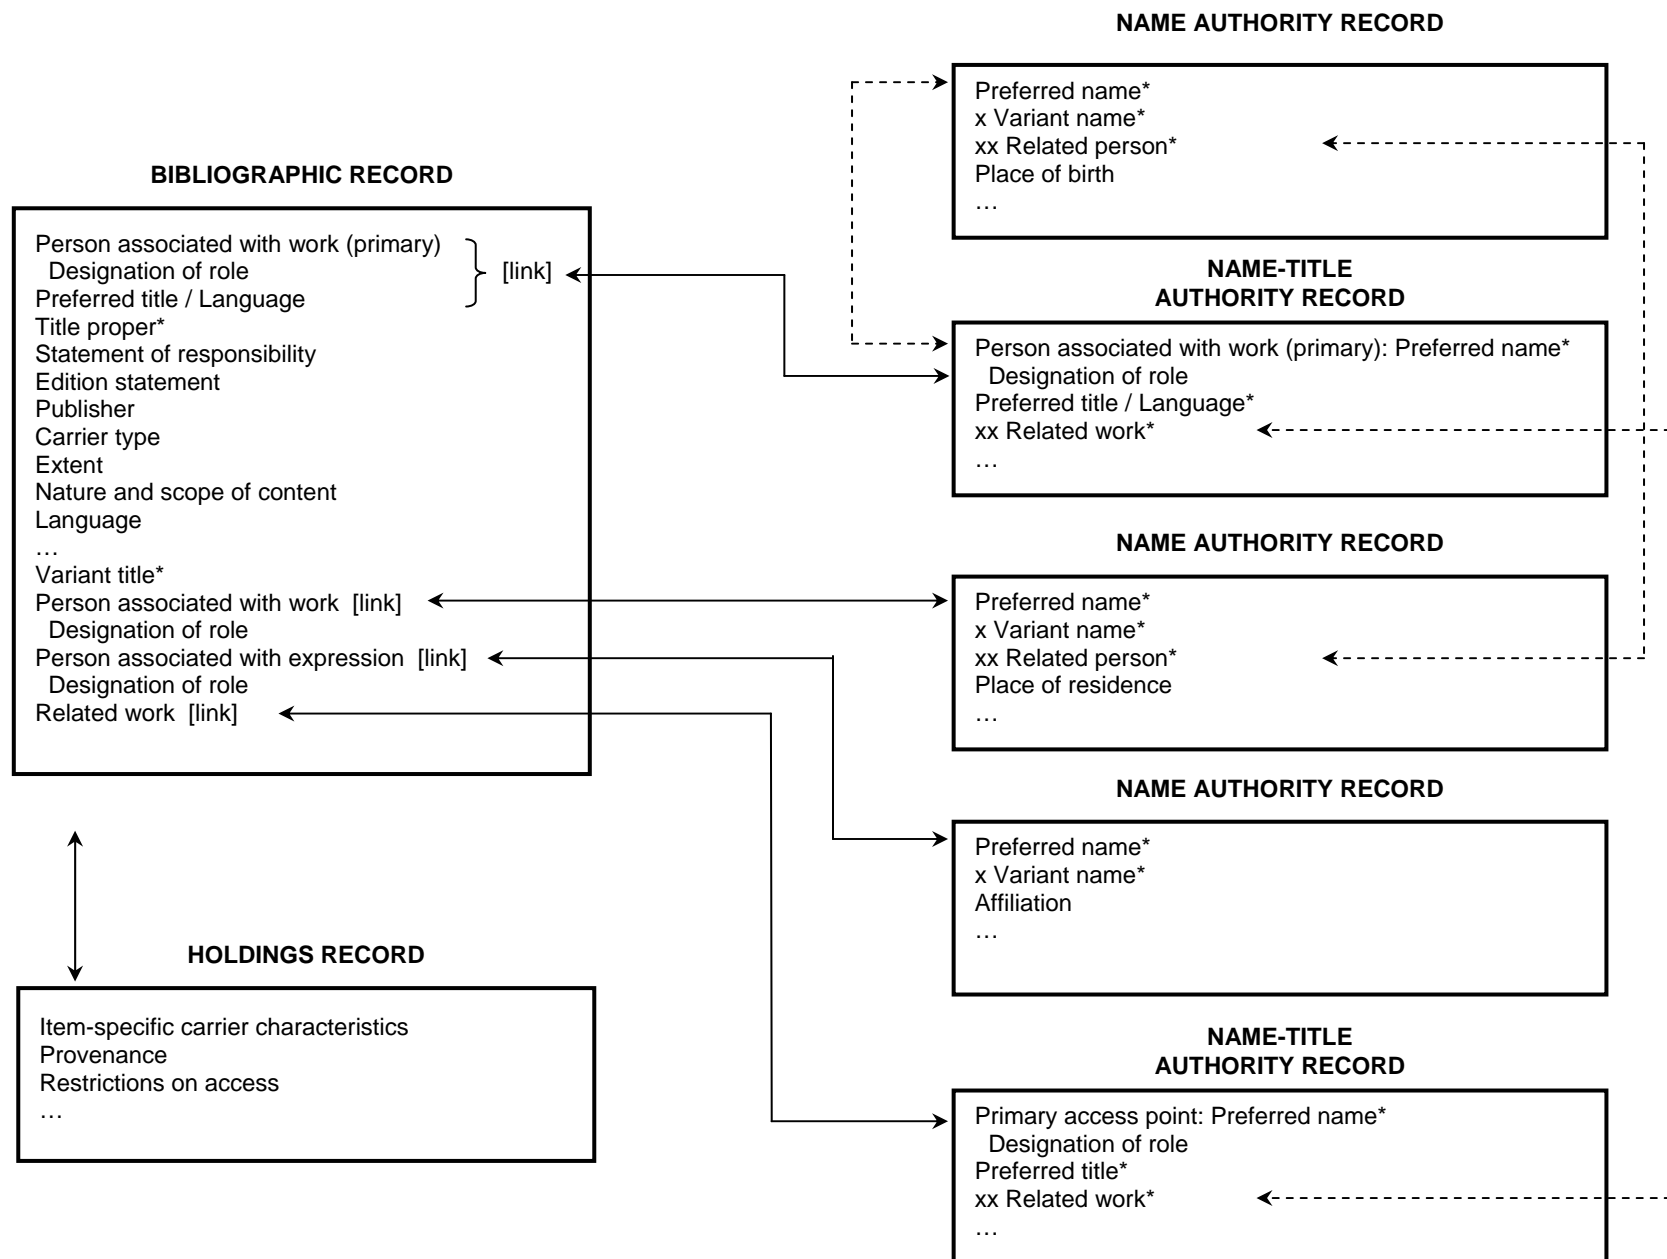 BIBLIOGRAPHIC RECORD
Person associated with work (primary)
Designation of role
Preferred title / Language
[link]
Title proper*
Statement of responsibility
Edition statement
Publisher
Carrier type
Extent
Nature and scope of content
Language
…
Variant title*
Person associated with work [link]
Designation of role
Person associated with expression [link]
Designation of role
Related work [link]
HOLDINGS RECORD
Item-specific carrier characteristics
Provenance
Restrictions on access
…
NAME AUTHORITY RECORD
Preferred name*
x Variant name*
xx Related person*
Place of birth
…
NAME-TITLE
AUTHORITY RECORD
Person associated with work (primary): Preferred name*
Designation of role
Preferred title / Language*
xx Related work*
…
NAME AUTHORITY RECORD
Preferred name*
x Variant name*
xx Related person*
Place of residence
…
NAME AUTHORITY RECORD
Preferred name*
x Variant name*
Affiliation
…
NAME-TITLE
AUTHORITY RECORD
Primary access point: Preferred name*
Designation of role
Preferred title*
xx Related work*
…